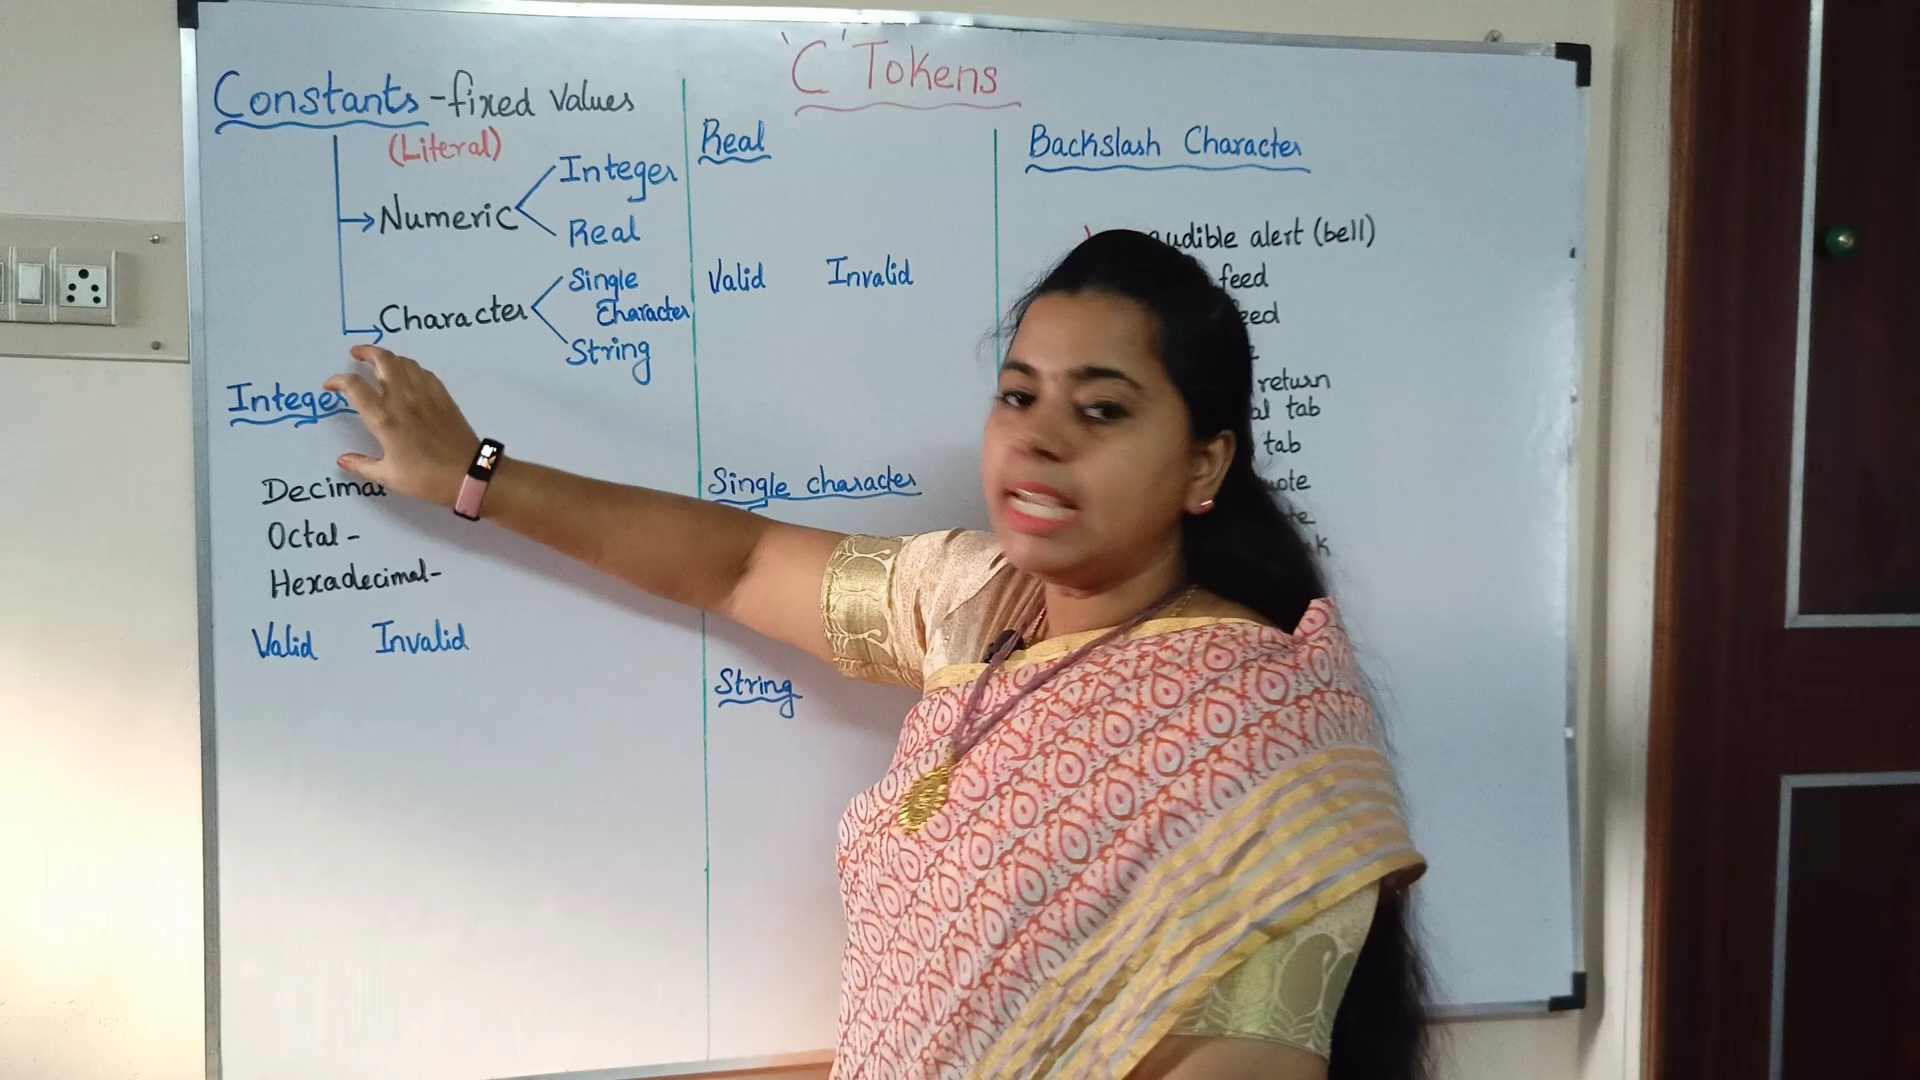 'C' Tokens
Constants - fixed values
(Literal)
Numeric
Integer
Real
Character
Single
Character
String
Integer
Decimal
Octal -
Hexadecimal-
Valid Invalid
Real
Valid Invalid
Single character
String
Backslash Character
audible alert (bell)
feed
return
tab
tab